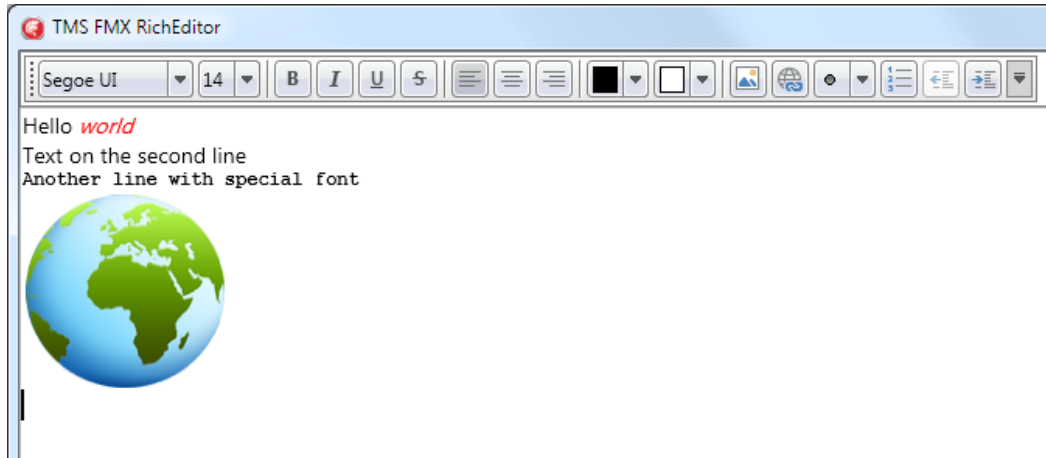 TMS FMX RichEditor
Segoe UI 14 B I U S
Hello world
Text on the second line
Another line with special font